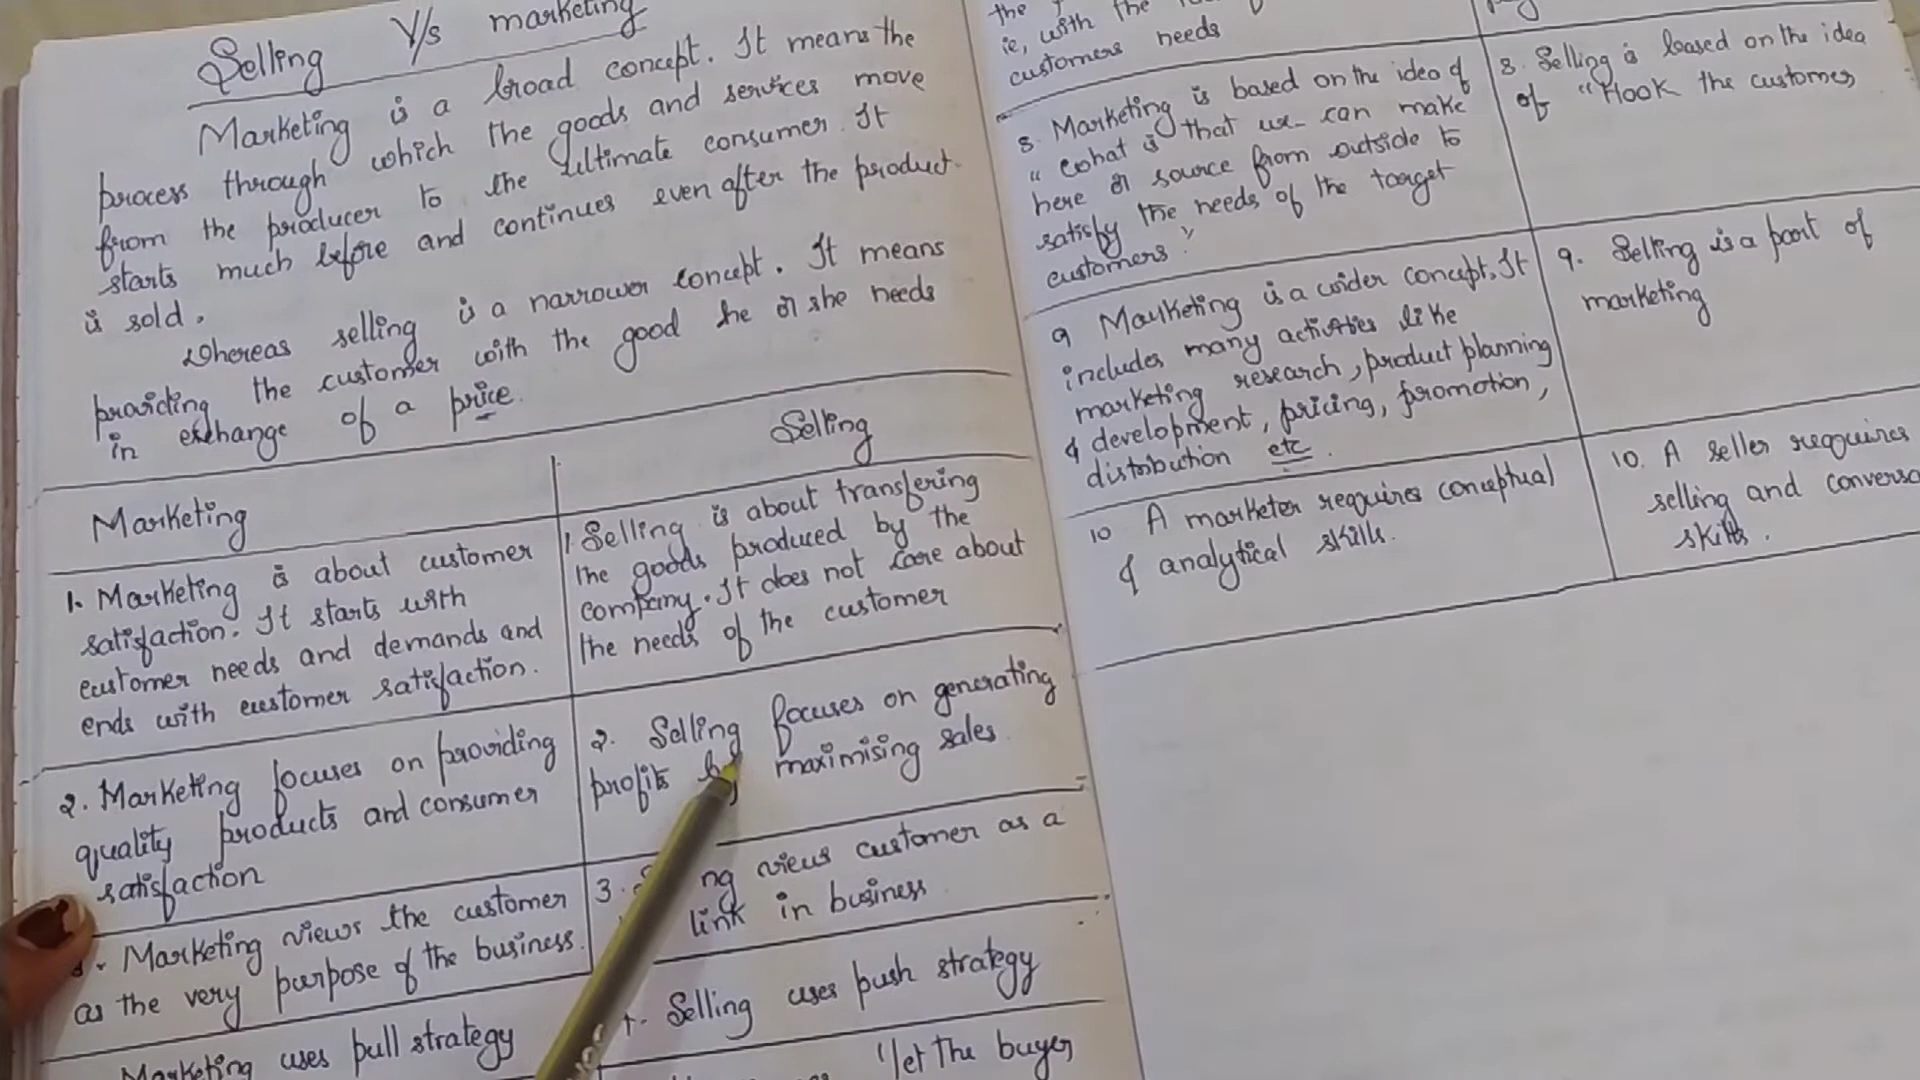 Selling V/s marketing
Marketing is a broad concept. It means the
process through which the goods and services move
from the producer to the ultimate consumer. It
starts much before and continues even after the product
is sold.
Whereas selling is a narrower concept. It means
providing the customer with the good he or she needs
in exchange of a price.
Marketing
1. Marketing is about customer
satisfaction. It starts with
customer needs and demands and
ends with customer satisfaction.
2. Marketing focuses on providing
quality products and consumer
satisfaction
Marketing views the customer
as the very purpose of the business.
Marketing uses pull strategy
Selling
1 Selling is about transfering
the goods produced by the
company. It does not care about
the needs of the customer
2. Selling focuses on generating
profits by maximising sales.
3. views customer as a
link in business.
Selling uses push strategy
"let the buyer
the
ie, with the
customers needs
8. Marketing is based on the idea of
"What is that we can make
here or source from outside to
satisfy the needs of the target
customers"
9 Marketing is a wider concept. It
includes many activities like
marketing research, product planning
& development, pricing, promotion,
distribution etc.
10 A marketer requires conceptual
& analytical skills.
8. Selling is based on the idea
of "Hook the customer,
9. Selling is a part of
marketing
10. A seller requires
selling and
skills.